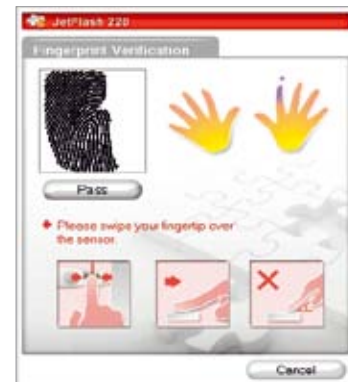 JetFlash 220
Fingerprint Verification
Pass
Please swipe your fingertip over
the sensor.
Cancel